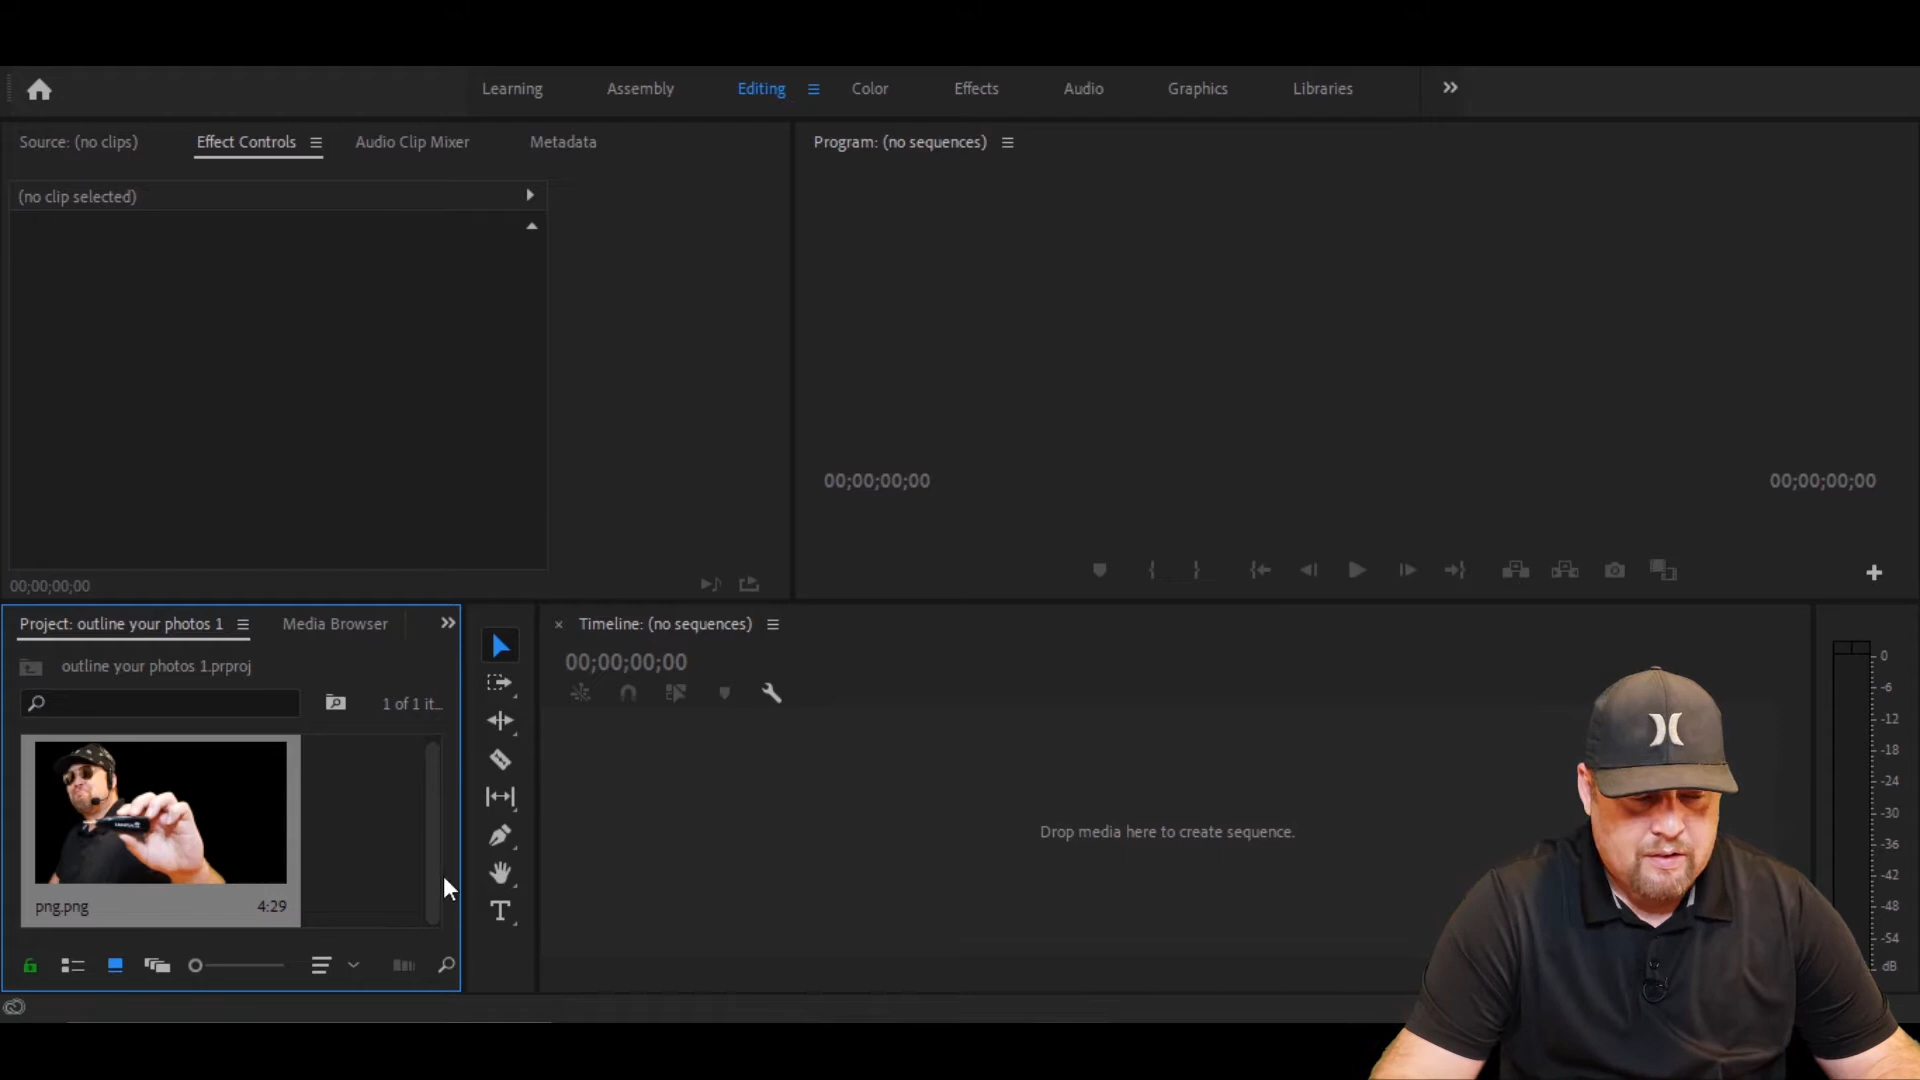 Learning Assembly Editing Color Effects Audio Graphics Libraries
Source: (no clips) Effect Controls Audio Clip Mixer Metadata
Program: (no sequences)
(no clip selected)
00;00;00;00 00;00;00;00
00;00;00;00
Project: outline your photos 1 Media Browser
Timeline: (no sequences)
outline your photos 1.prproj
00;00;00;00
1 of 1 it...
Drop media here to create sequence.
png.png 4:29
0
-6
-12
-18
-24
-30
-36
-42
-48
-54
dB